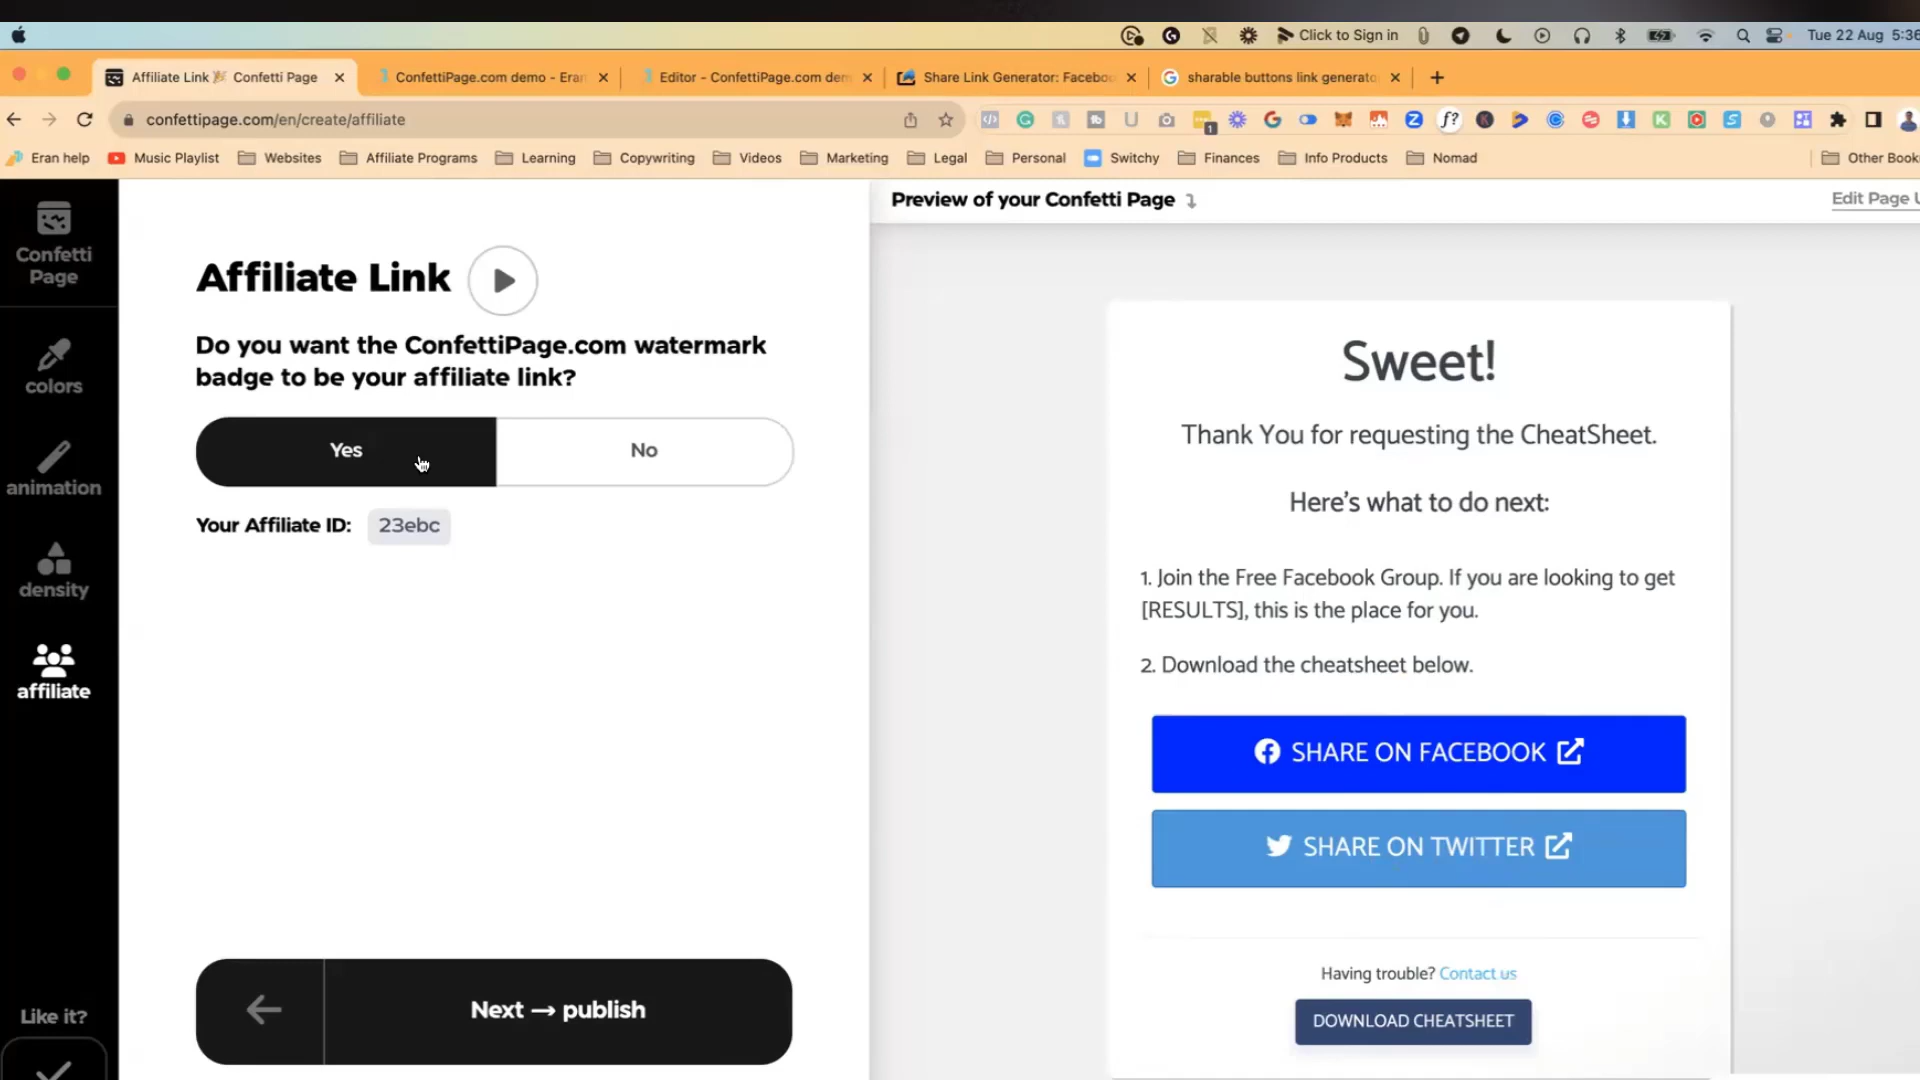 Click to Sign in
Tue 22 Aug 5:36
Affiliate Link 🎉 Confetti Page
ConfettiPage.com demo - Eran
Editor - ConfettiPage.com dem
Share Link Generator: Facebo
sharable buttons link generato
confettipage.com/en/create/affiliate
Eran help
Music Playlist
Websites
Affiliate Programs
Learning
Copywriting
Videos
Marketing
Legal
Personal
Switchy
Finances
Info Products
Nomad
Other Book
Confetti
Page
colors
animation
density
affiliate
Like it?
Affiliate Link
Do you want the ConfettiPage.com watermark
badge to be your affiliate link?
Yes
No
Your Affiliate ID: 23ebc
Next → publish
Preview of your Confetti Page
Edit Page U
Sweet!
Thank You for requesting the CheatSheet.
Here's what to do next:
1. Join the Free Facebook Group. If you are looking to get
[RESULTS], this is the place for you.
2. Download the cheatsheet below.
SHARE ON FACEBOOK
SHARE ON TWITTER
Having trouble? Contact us
DOWNLOAD CHEATSHEET